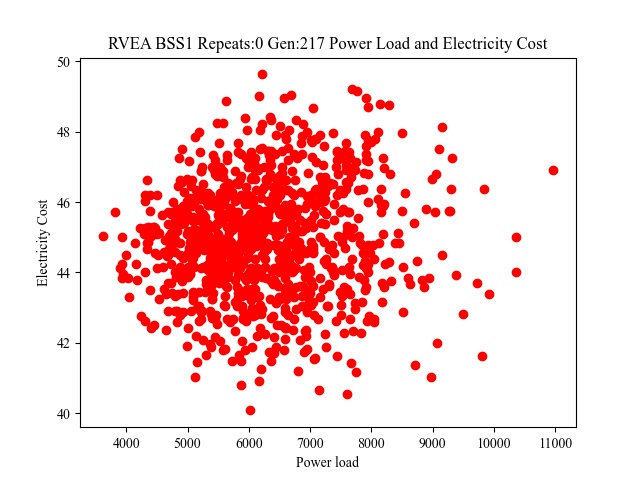 RVEA BSS1 Repeats:0 Gen:217 Power Load and Electricity Cost
50
48
46
44
42
40
Electricity Cost
4000 5000 6000 7000 8000 9000 10000 11000
Power load